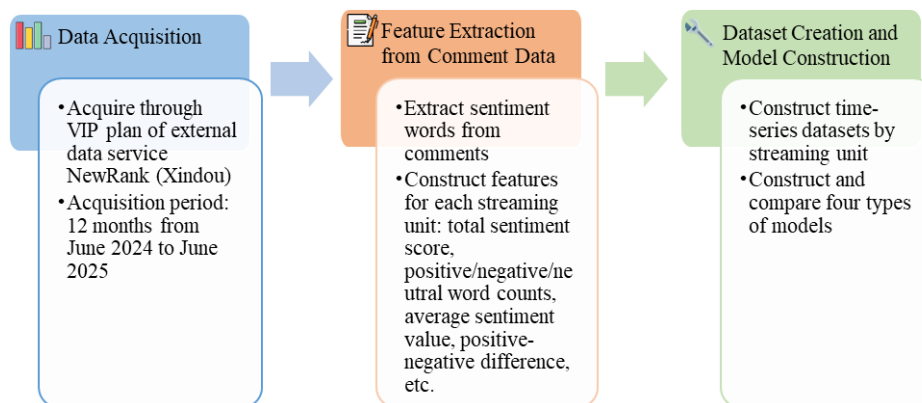 Data Acquisition
•Acquire through
VIP plan of external
data service
NewRank (Xindou)
•Acquisition period:
12 months from
June 2024 to June
2025
Feature Extraction
from Comment Data
•Extract sentiment
words from
comments
•Construct features
for each streaming
unit: total sentiment
score,
positive/negative/ne
utral word counts,
average sentiment
value, positive-
negative difference,
etc.
Dataset Creation and
Model Construction
•Construct time-
series datasets by
streaming unit
•Construct and
compare four types
of models